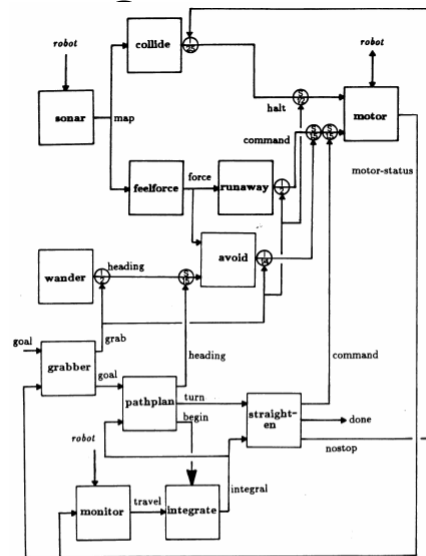 robot
collide
I
25
robot
sonar
map
halt
motor
command
motor-status
feelforce
force
runaway
avoid
wander
heading
goal
grabber
grab
goal
heading
command
pathplan
turn
begin
straight-
en
done
nostop
robot
monitor
travel
integrate
integral